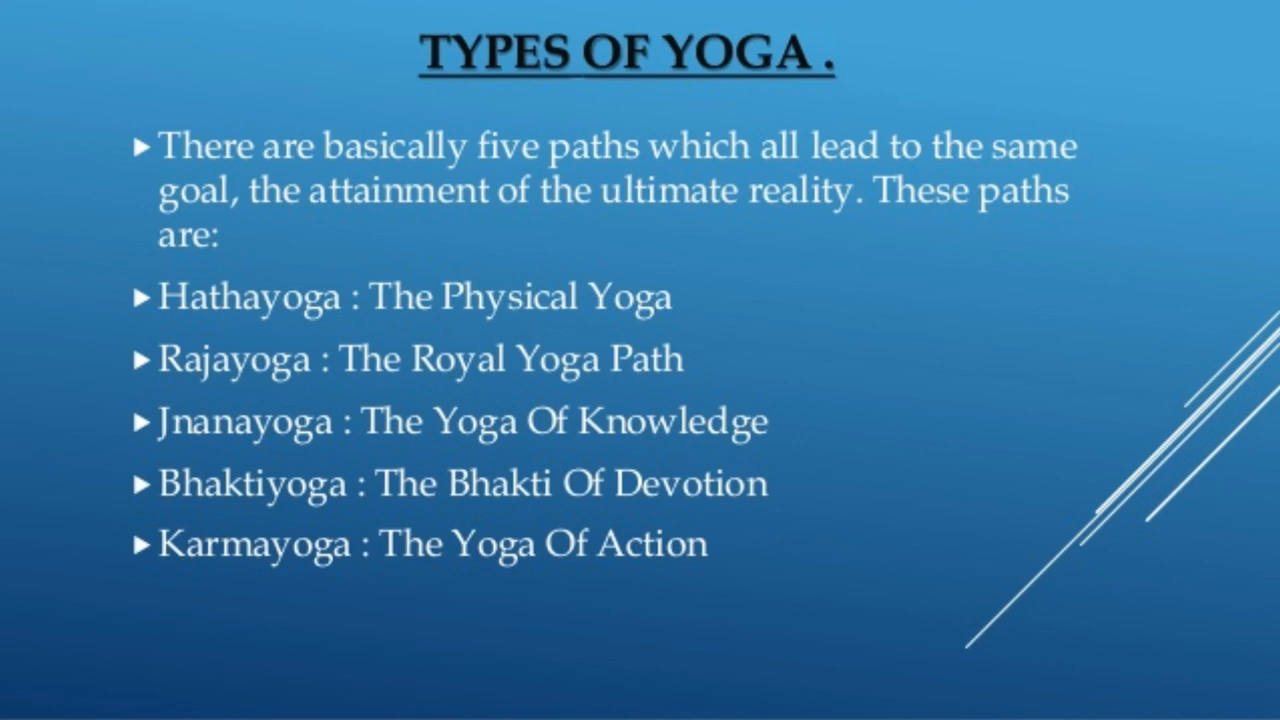 TYPES OF YOGA .
There are basically five paths which all lead to the same
goal, the attainment of the ultimate reality. These paths
are:
Hathayoga : The Physical Yoga
Rajayoga : The Royal Yoga Path
Jnanayoga : The Yoga Of Knowledge
Bhaktiyoga : The Bhakti Of Devotion
Karmayoga : The Yoga Of Action